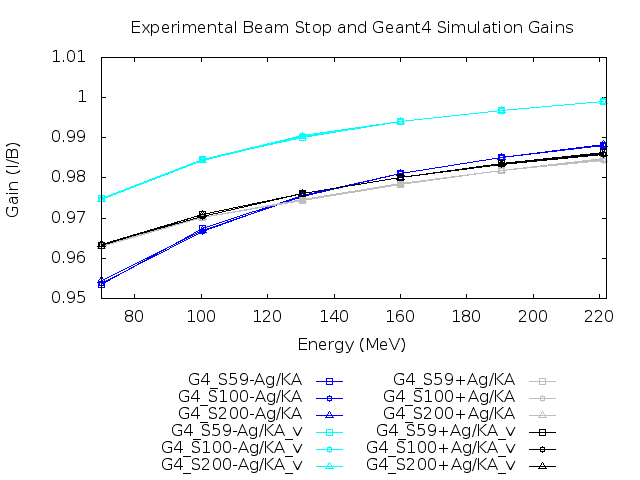 Experimental Beam Stop and Geant4 Simulation Gains
1.01
1
0.99
0.98
0.97
0.96
0.95
Gain (I/B)
80 100 120 140 160 180 200 220
Energy (MeV)
G4_S59-Ag/KA G4_S59+Ag/KA
G4_S100-Ag/KA G4_S100+Ag/KA
G4_S200-Ag/KA G4_S200+Ag/KA
G4_S59-Ag/KA_v G4_S59+Ag/KA_v
G4_S100-Ag/KA_v G4_S100+Ag/KA_v
G4_S200-Ag/KA_v G4_S200+Ag/KA_v